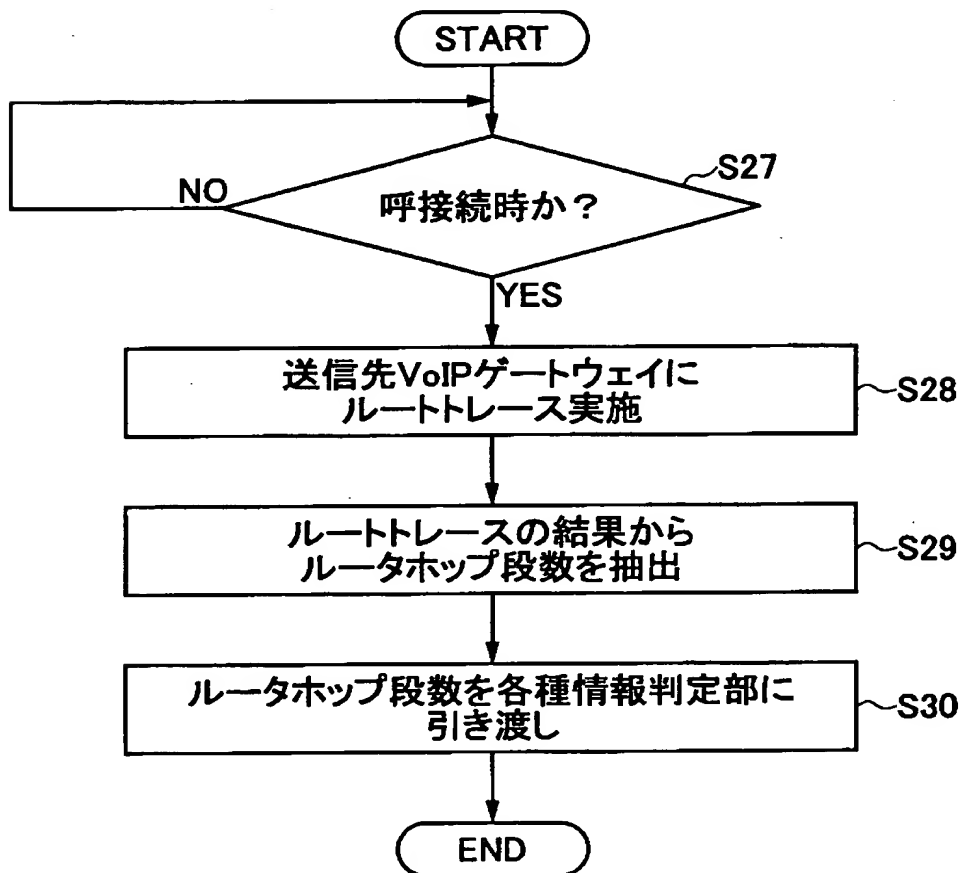 START
S27
NO
呼接続時か？
YES
送信先VoIPゲートウェイに
ルートトレース実施
S28
ルートトレースの結果から
ルータホップ段数を抽出
S29
ルータホップ段数を各種情報判定部に
引き渡し
S30
END